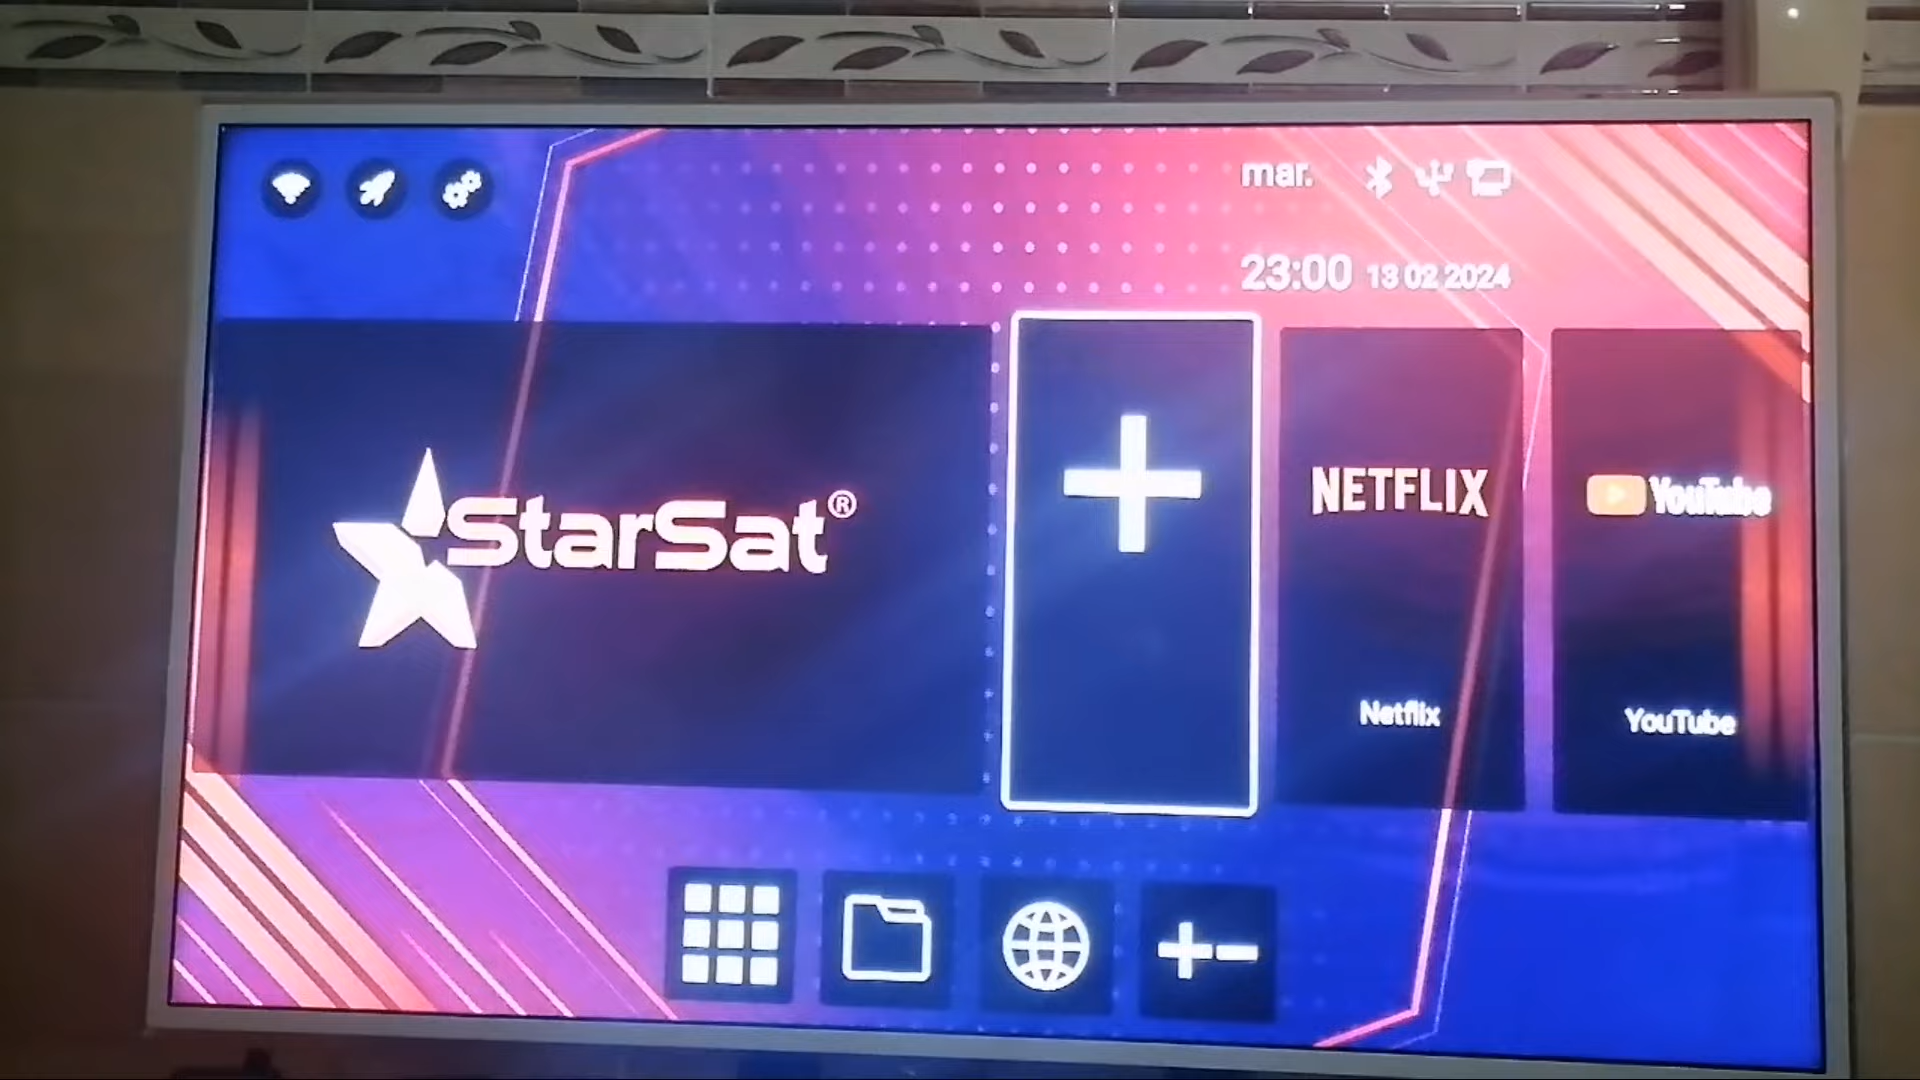 mar.
23:00 13 02 2024
StarSat®
NETFLIX
YouTube
Netflix
YouTube